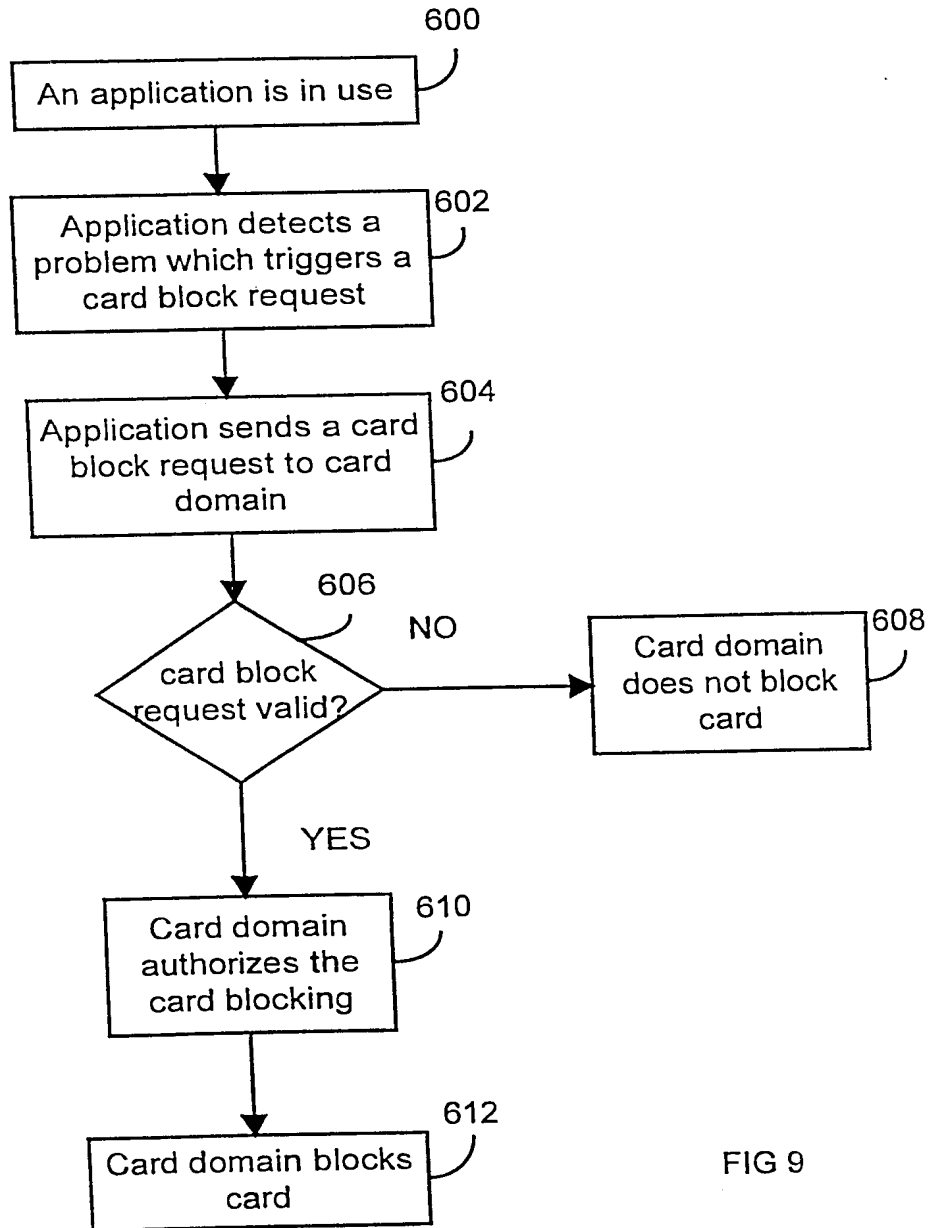 600
An application is in use
602
Application detects a
problem which triggers a
card block request
604
Application sends a card
block request to card
domain
606
card block
request valid?
NO
608
Card domain
does not block
card
YES
610
Card domain
authorizes the
card blocking
612
Card domain blocks
card
FIG 9